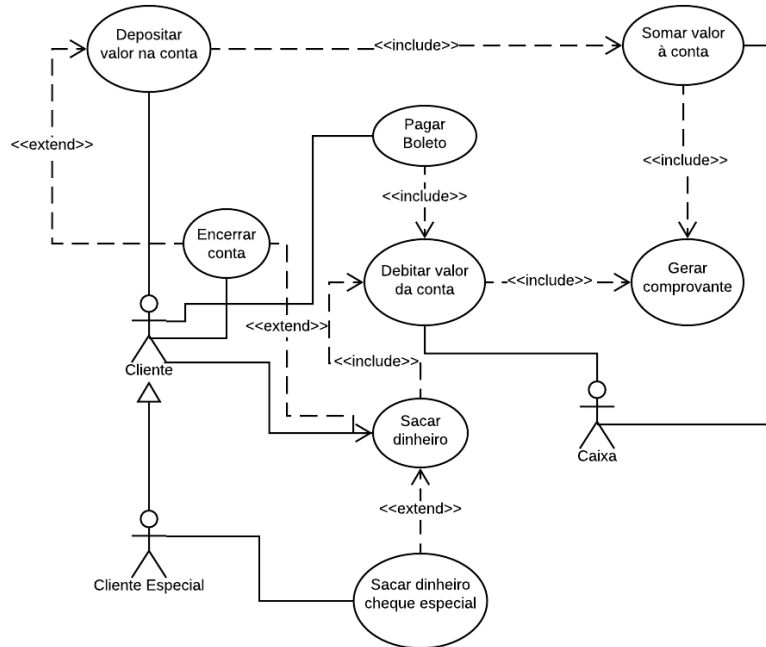 Depositar
valor na conta
<<include>>
Somar valor
à conta
<<extend>>
Pagar
Boleto
<<include>>
<<include>>
Encerrar
conta
Debitar valor
da conta
<<include>>
Gerar
comprovante
<<extend>>
<<include>>
Cliente
Sacar
dinheiro
Caixa
<<extend>>
Cliente Especial
Sacar dinheiro
cheque especial